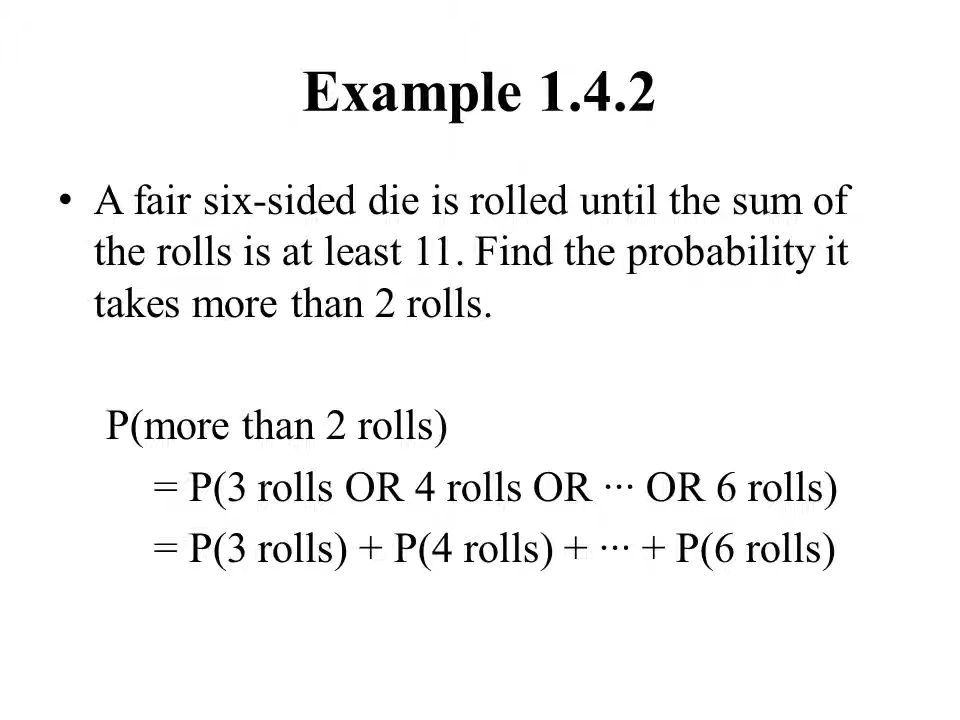 Example 1.4.2
• A fair six-sided die is rolled until the sum of
the rolls is at least 11. Find the probability it
takes more than 2 rolls.
P(more than 2 rolls)
= P(3 rolls OR 4 rolls OR ··· OR 6 rolls)
= P(3 rolls) + P(4 rolls) + ··· + P(6 rolls)